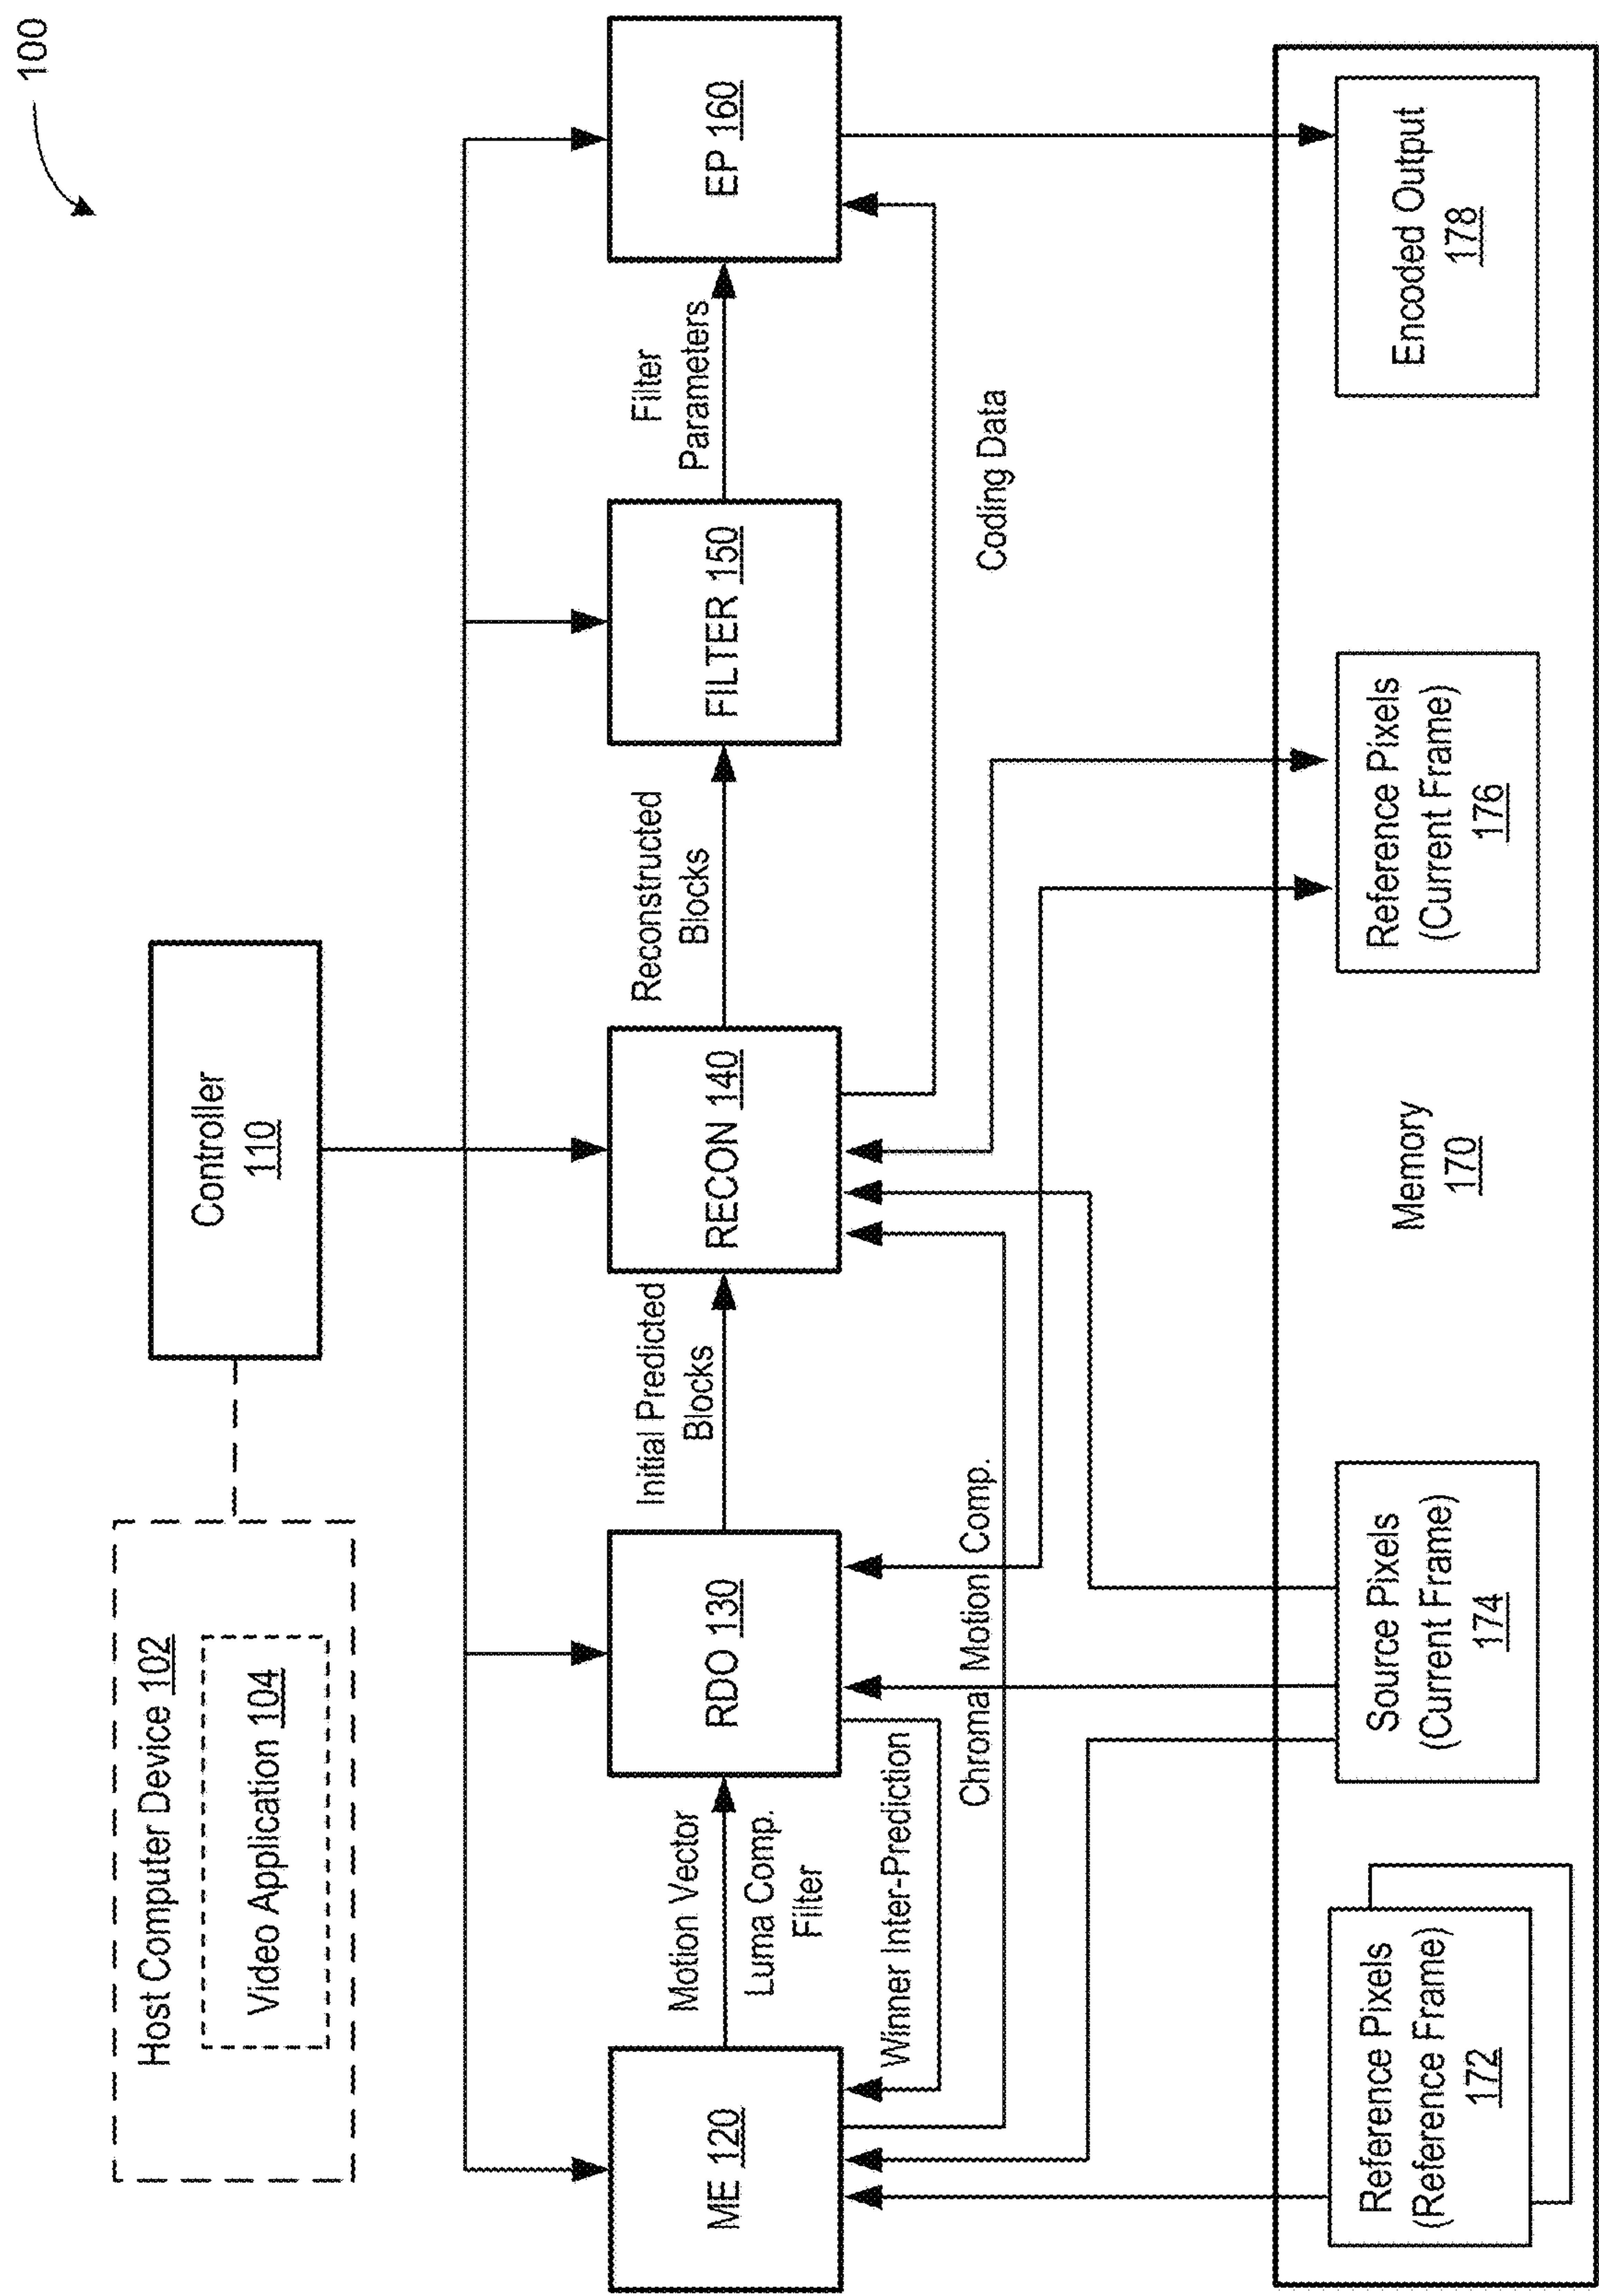 100
Host Computer Device 102
Video Application 104
Controller
110
ME 120
Motion Vector
Luma Comp.
Filter
RDO 130
Initial Predicted
Blocks
RECON 140
Reconstructed
Blocks
FILTER 150
Filter
Parameters
EP 160
Winner Inter-Prediction
Chroma Motion Comp.
Coding Data
Reference Pixels
(Reference Frame)
172
Source Pixels
(Current Frame)
174
Memory
170
Reference Pixels
(Current Frame)
176
Encoded Output
178